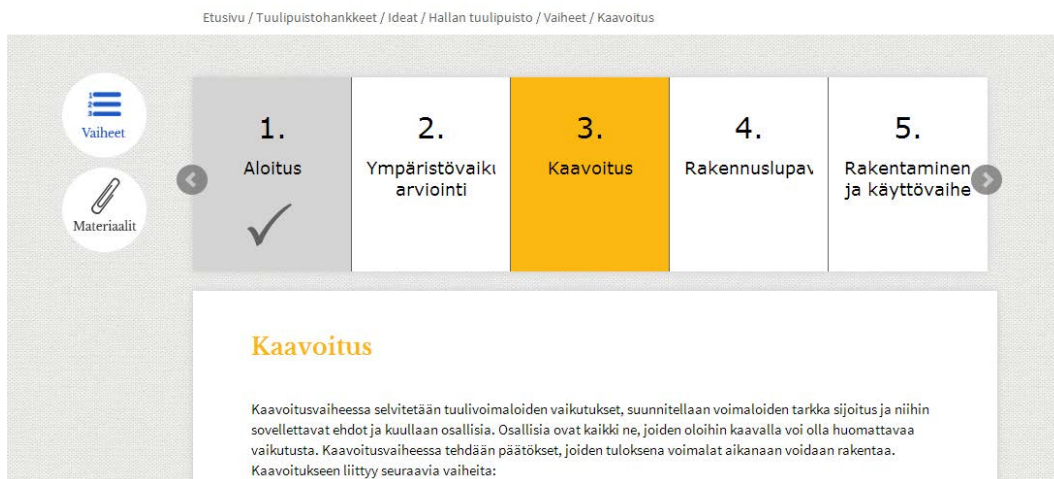 Etusivu / Tuulipuistohankkeet / Ideat / Hallan tuulipuisto / Vaiheet / Kaavoitus
1
2
3
Vaiheet
Materiaalit
1.
Aloitus
2.
Ympäristövaiku
arviointi
3.
Kaavoitus
4.
Rakennuslupav
5.
Rakentaminen
ja käyttövaihe
Kaavoitus
Kaavoitusvaiheessa selvitetään tuulivoimaloiden vaikutukset, suunnitellaan voimaloiden tarkka sijoitus ja niihin
sovellettavat ehdot ja kuullaan osallisia. Osallisia ovat kaikki ne, joiden oloihin kaavalla voi olla huomattavaa
vaikutusta. Kaavoitusvaiheessa tehdään päätökset, joiden tuloksena voimalat aikanaan voidaan rakentaa.
Kaavoitukseen liittyy seuraavia vaiheita: